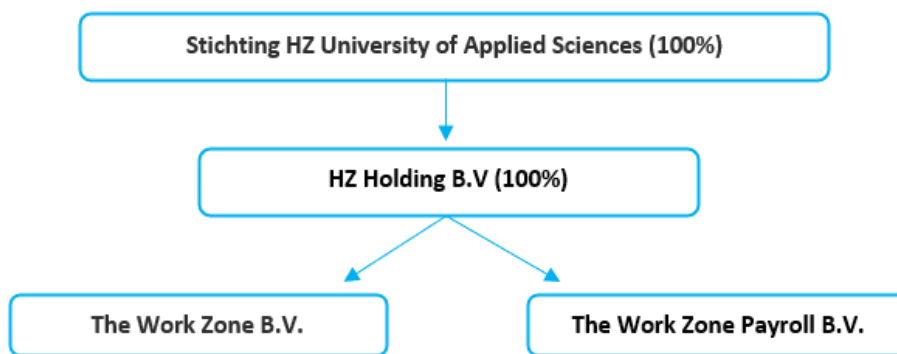 Stichting HZ University of Applied Sciences (100%)
HZ Holding B.V (100%)
The Work Zone B.V.
The Work Zone Payroll B.V.